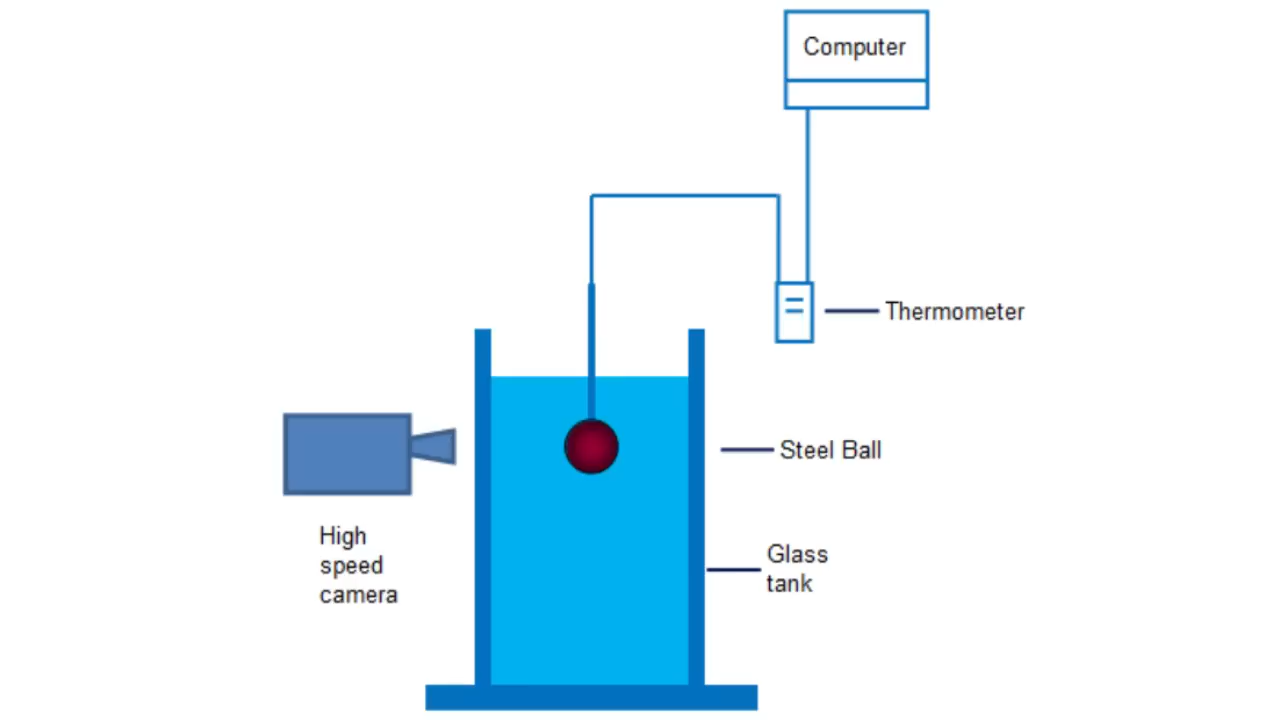 Computer
Thermometer
Steel Ball
High
speed
camera
Glass
tank